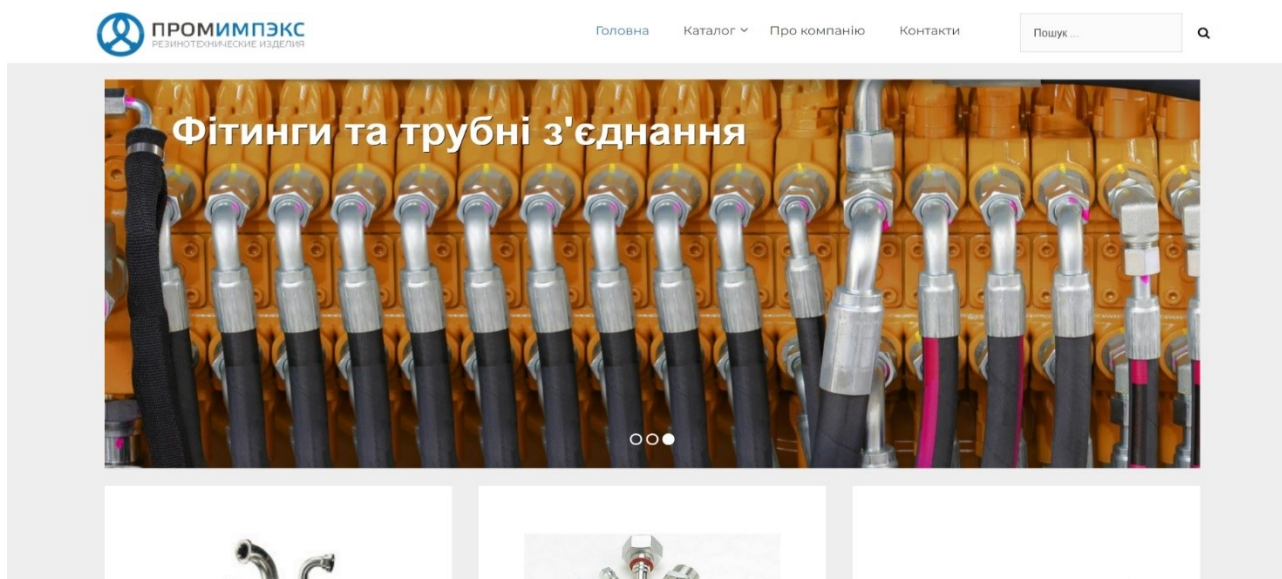 ПРОМИМПЭКС
РЕЗИНОТЕХНИЧЕСКИЕ ИЗДЕЛИЯ
Головна Каталог Про компанію Контакти Пошук ...
Фітинги та трубні з'єднання